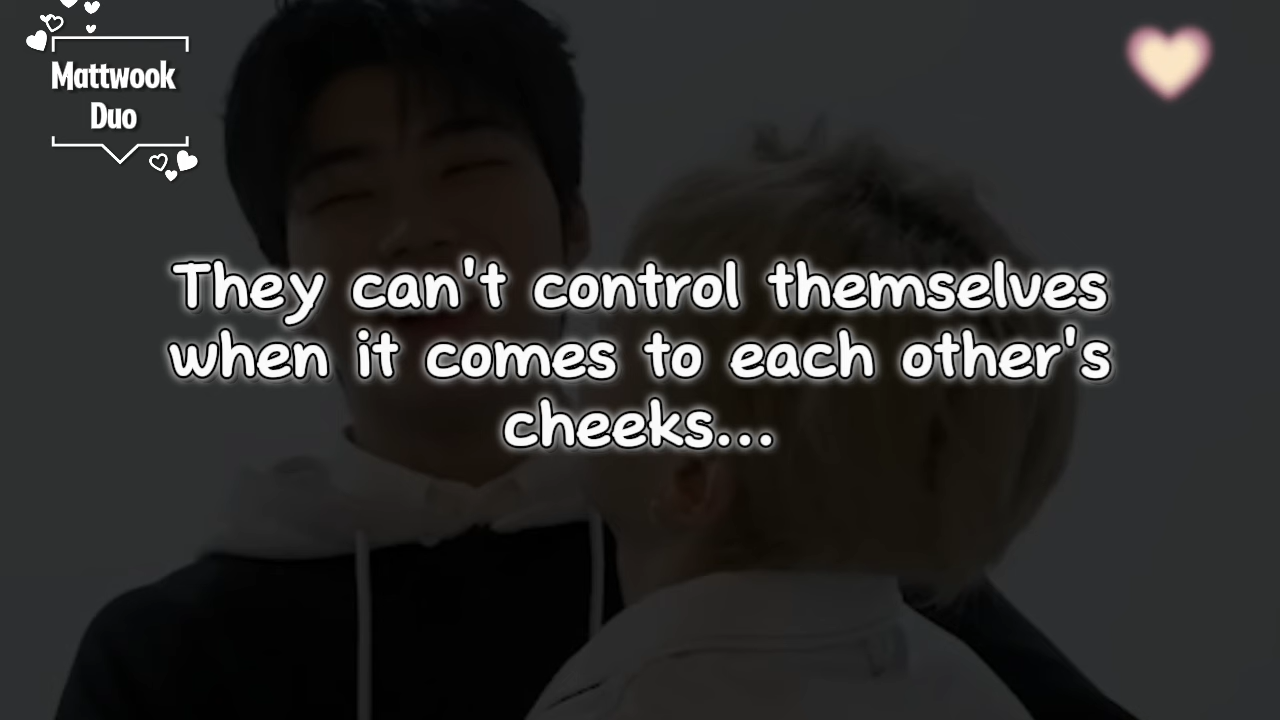 Mattwook
Duo
They can't control themselves
when it comes to each other's
cheeks...